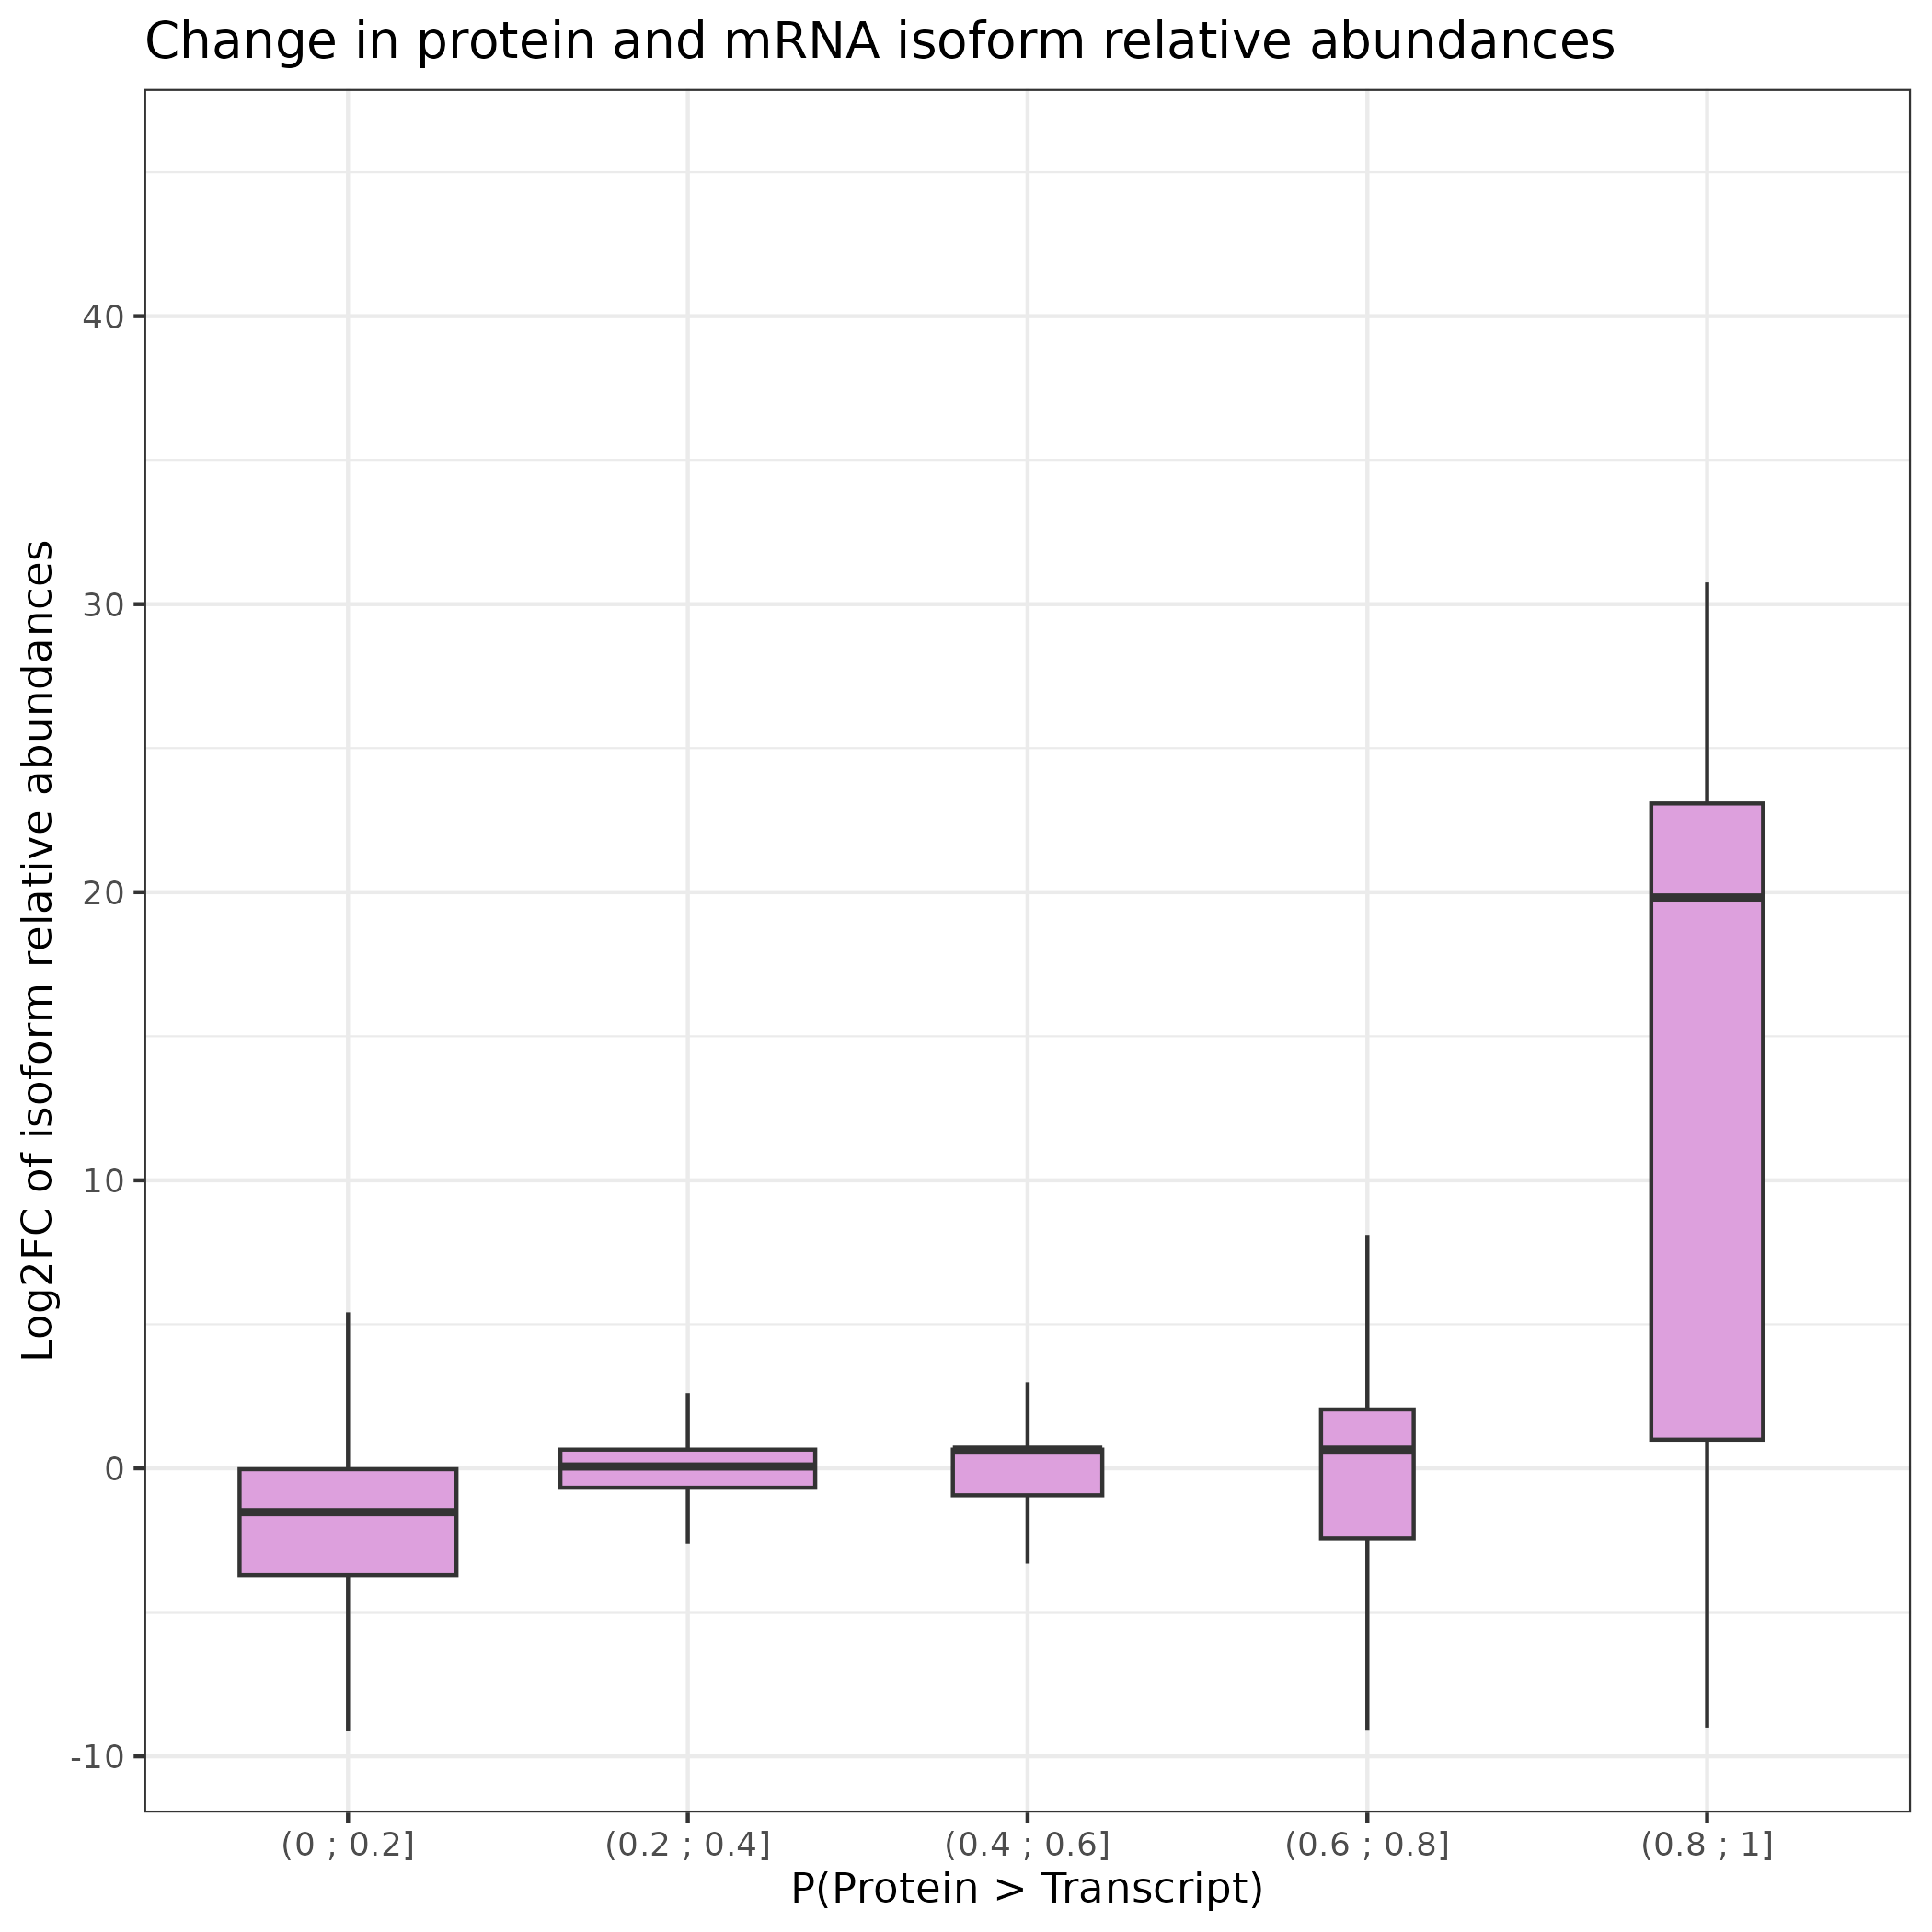 Change in protein and mRNA isoform relative abundances
Log2FC of isoform relative abundances
40
30
20
10
0
-10
(0 ; 0.2]
(0.2 ; 0.4]
(0.4 ; 0.6]
(0.6 ; 0.8]
(0.8 ; 1]
P(Protein > Transcript)